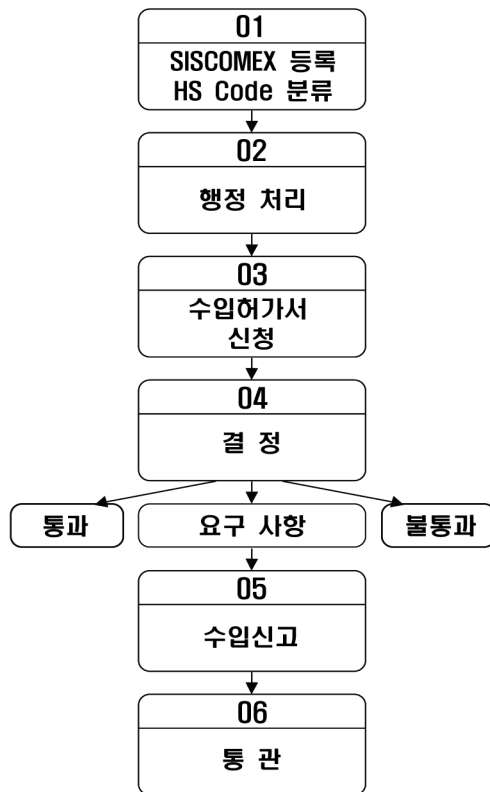 01
SISCOMEX 등록
HS Code 분류
02
행정 처리
03
수입허가서
신청
04
결 정
통과
요구 사항
불통과
05
수입신고
06
통 관